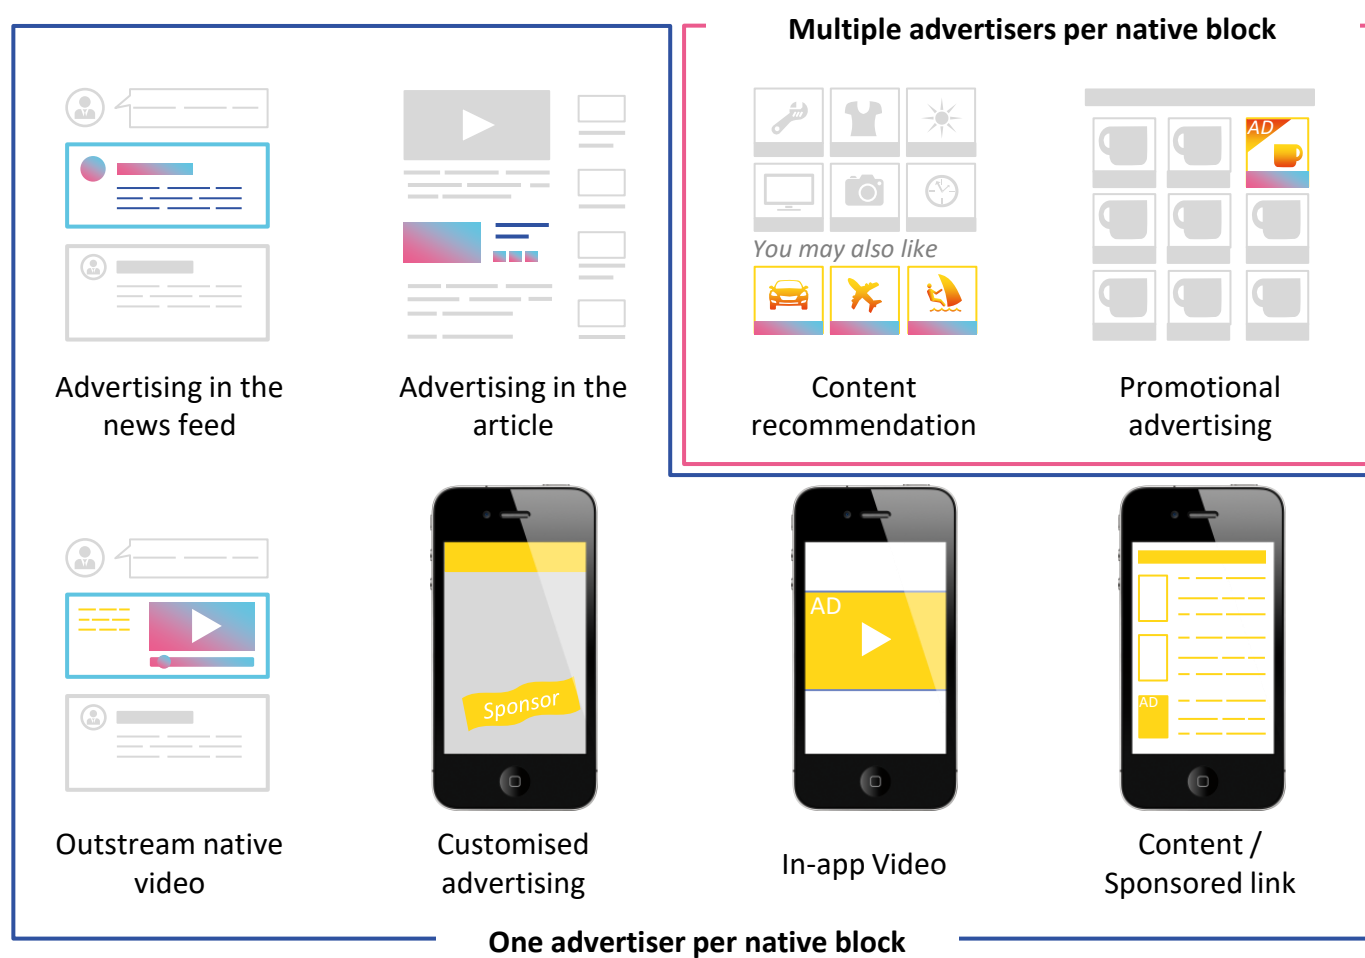 Multiple advertisers per native block
AD
You may also like
Advertising in the
news feed
Advertising in the
article
Content
recommendation
Promotional
advertising
Sponsor
AD
AD
Outstream native
video
Customised
advertising
In-app Video
Content /
Sponsored link
One advertiser per native block